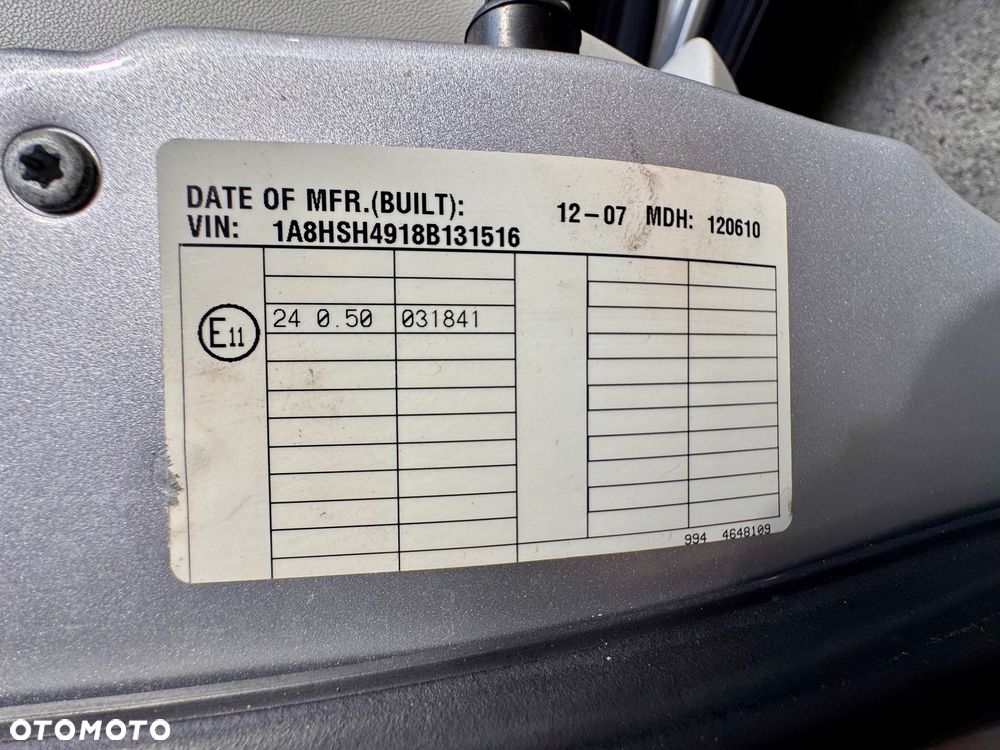 DATE OF MFR.(BUILT): 12-07 MDH: 120610
VIN: 1A8HSH4918B131516
E11 24 0.50 031841
994 4648109
OTOMOTO